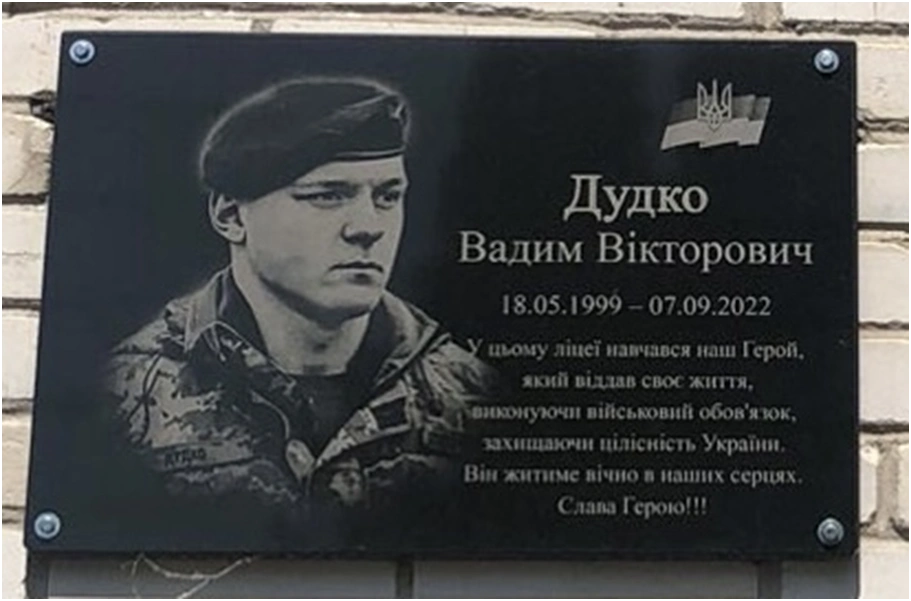 Дудко
Вадим Вікторович
18.05.1999 – 07.09.2022
У цьому ліцеї навчався наш Герой,
який віддав своє життя,
виконуючи військовий обов'язок,
захищаючи цілісність України.
Він житиме вічно в наших серцях.
Слава Герою!!!
ДУДКО